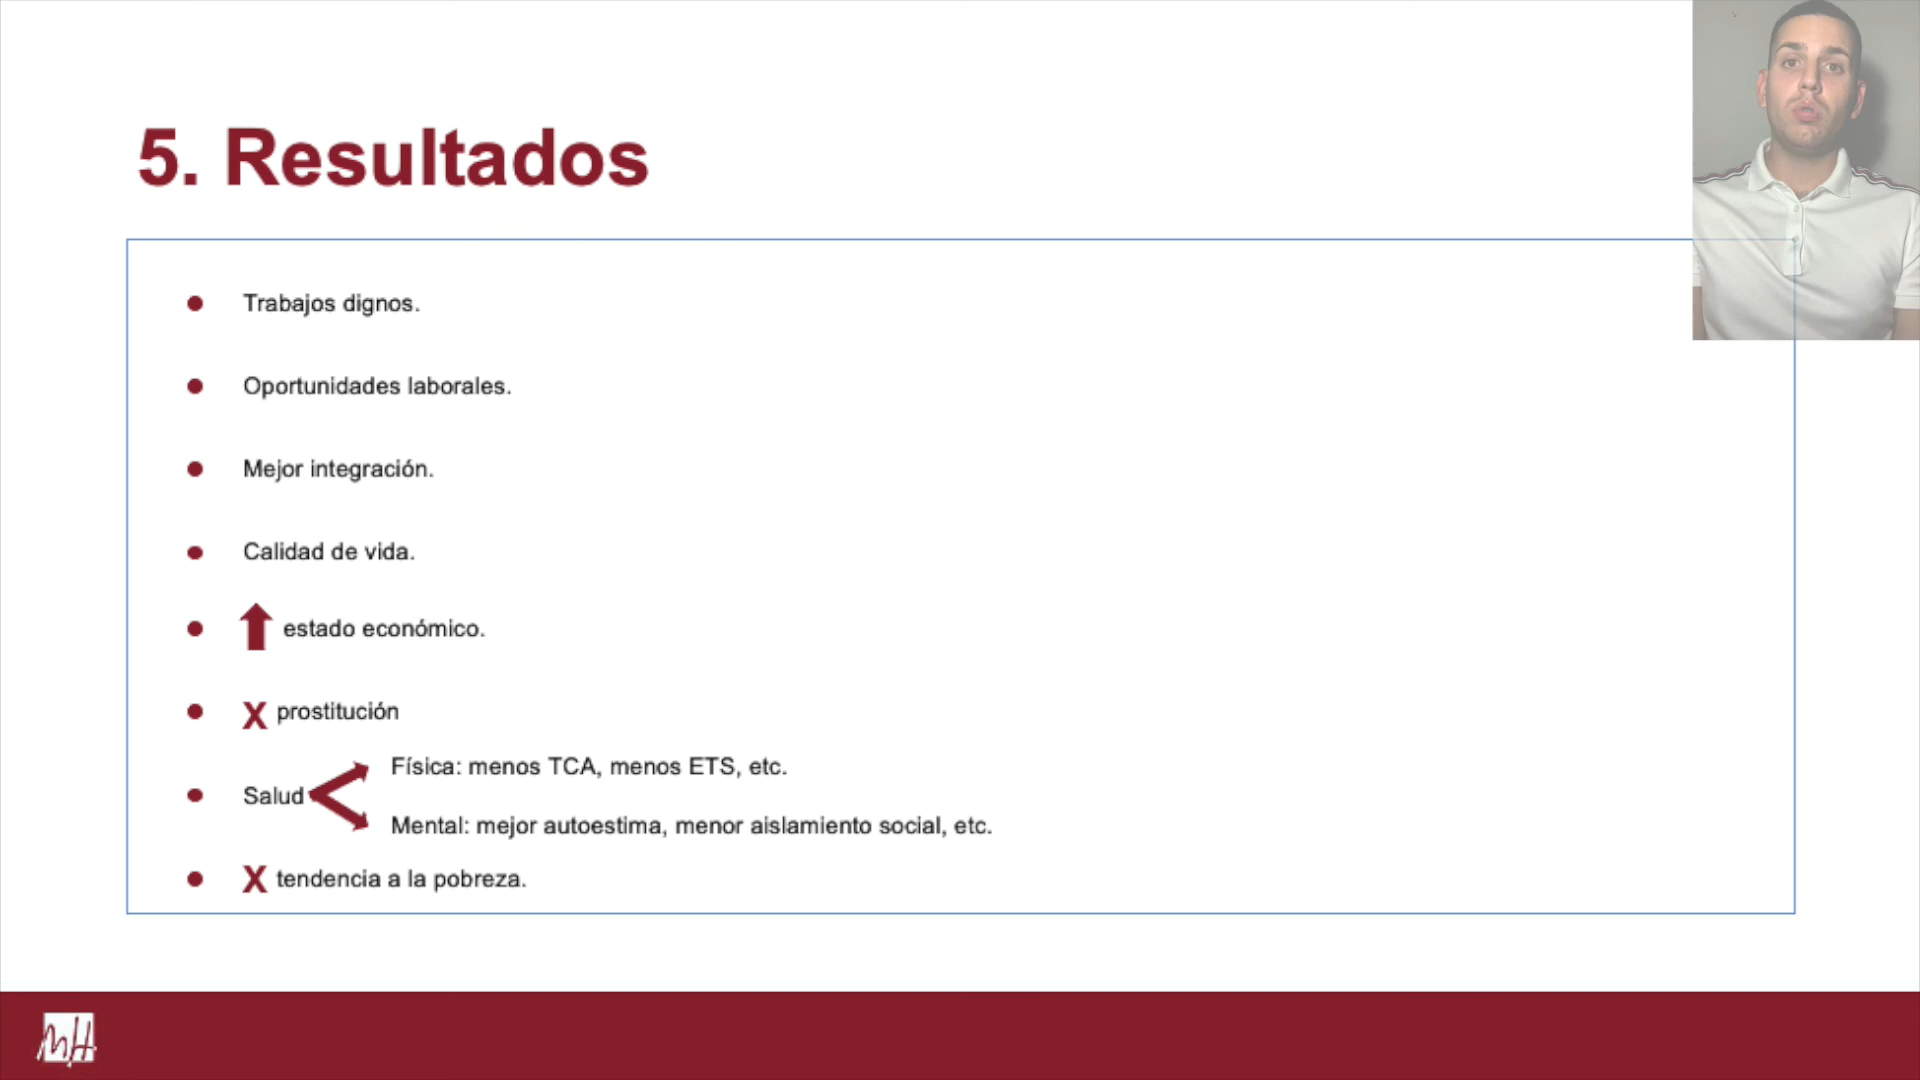 5. Resultados
Trabajos dignos.
Oportunidades laborales.
Mejor integración.
Calidad de vida.
estado económico.
X prostitución
Física: menos TCA, menos ETS, etc.
Salud
Mental: mejor autoestima, menor aislamiento social, etc.
X tendencia a la pobreza.
mH